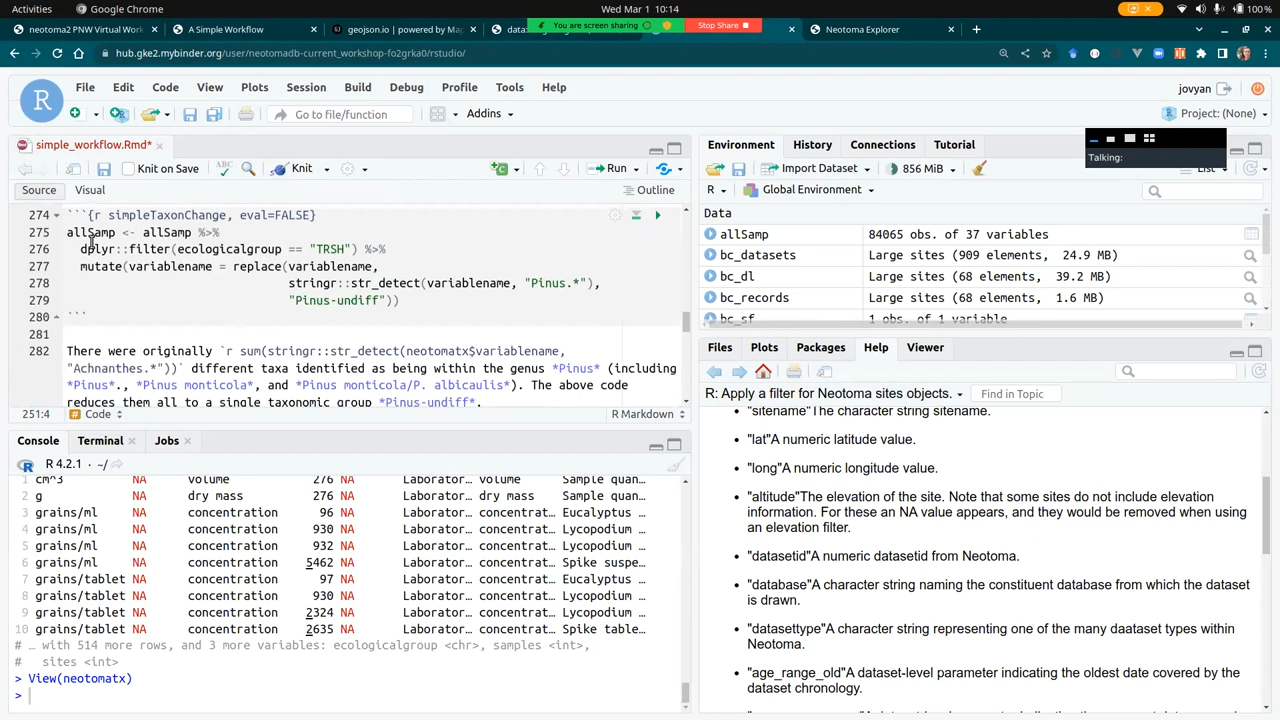 Activities
Google Chrome
Wed Mar 1 10:14
100 %
neotoma2 PNW Virtual Work
A Simple Workflow
geojson.io | powered by Ma
You are screen sharing
Stop Share
Neotoma Explorer
hub.gke2.mybinder.org/user/neotomadb-current_workshop-fo2grka0/rstudio/
File Edit Code View Plots Session Build Debug Profile Tools Help
jovyan
Go to file/function
Addins
Project: (None)
simple_workflow.Rmd*
Knit on Save
ABC
Knit
Run
Source
Visual
Outline
274 ```{r simpleTaxonChange, eval=FALSE}
275 allSamp <- allSamp %>%
276 dplyr::filter(ecologicalgroup == "TRSH") %>%
277 mutate(variablename = replace(variablename,
278 stringr::str_detect(variablename, "Pinus.*"),
279 "Pinus-undiff"))
280 ```
281
282 There were originally `r sum(stringr::str_detect(neotomatx$variablename,
"Achnanthes.*"))` different taxa identified as being within the genus *Pinus* (including
*Pinus*., *Pinus monticola*, and *Pinus monticola/P. albicaulis*). The above code
reduces them all to a single taxonomic group *Pinus-undiff*.
251:4
Code
R Markdown
Console
Terminal
Jobs
R 4.2.1 · ~/
1 cm^3 NA volume 276 NA Laborator… volume Sample quan…
2 g NA dry mass 276 NA Laborator… dry mass Sample quan…
3 grains/ml NA concentration 96 NA Laborator… concentrat… Eucalyptus …
4 grains/ml NA concentration 930 NA Laborator… concentrat… Lycopodium …
5 grains/ml NA concentration 932 NA Laborator… concentrat… Lycopodium …
6 grains/ml NA concentration 5462 NA Laborator… concentrat… Spike suspe…
7 grains/tablet NA concentration 97 NA Laborator… concentrat… Eucalyptus …
8 grains/tablet NA concentration 930 NA Laborator… concentrat… Lycopodium …
9 grains/tablet NA concentration 2324 NA Laborator… concentrat… Lycopodium …
10 grains/tablet NA concentration 2635 NA Laborator… concentrat… Spike table…
# … with 514 more rows, and 3 more variables: ecologicalgroup <chr>, samples <int>,
# sites <int>
> View(neotomatx)
>
Environment
History
Connections
Tutorial
Talking:
Import Dataset
856 MiB
R
Global Environment
Data
allSamp 84065 obs. of 37 variables
bc_datasets Large sites (909 elements, 24.9 MB)
bc_dl Large sites (68 elements, 39.2 MB)
bc_records Large sites (68 elements, 1.6 MB)
bc_sf 1 obs. of 1 variable
Files
Plots
Packages
Help
Viewer
R: Apply a filter for Neotoma sites objects.
Find in Topic
"sitename"The character string sitename.
"lat"A numeric latitude value.
"long"A numeric longitude value.
"altitude"The elevation of the site. Note that some sites do not include elevation
information. For these an NA value appears, and they would be removed when using
an elevation filter.
"datasetid"A numeric datasetid from Neotoma.
"database"A character string naming the constituent database from which the dataset
is drawn.
"datasettype"A character string representing one of the many daataset types within
Neotoma.
"age_range_old"A dataset-level parameter indicating the oldest date covered by the
dataset chronology.